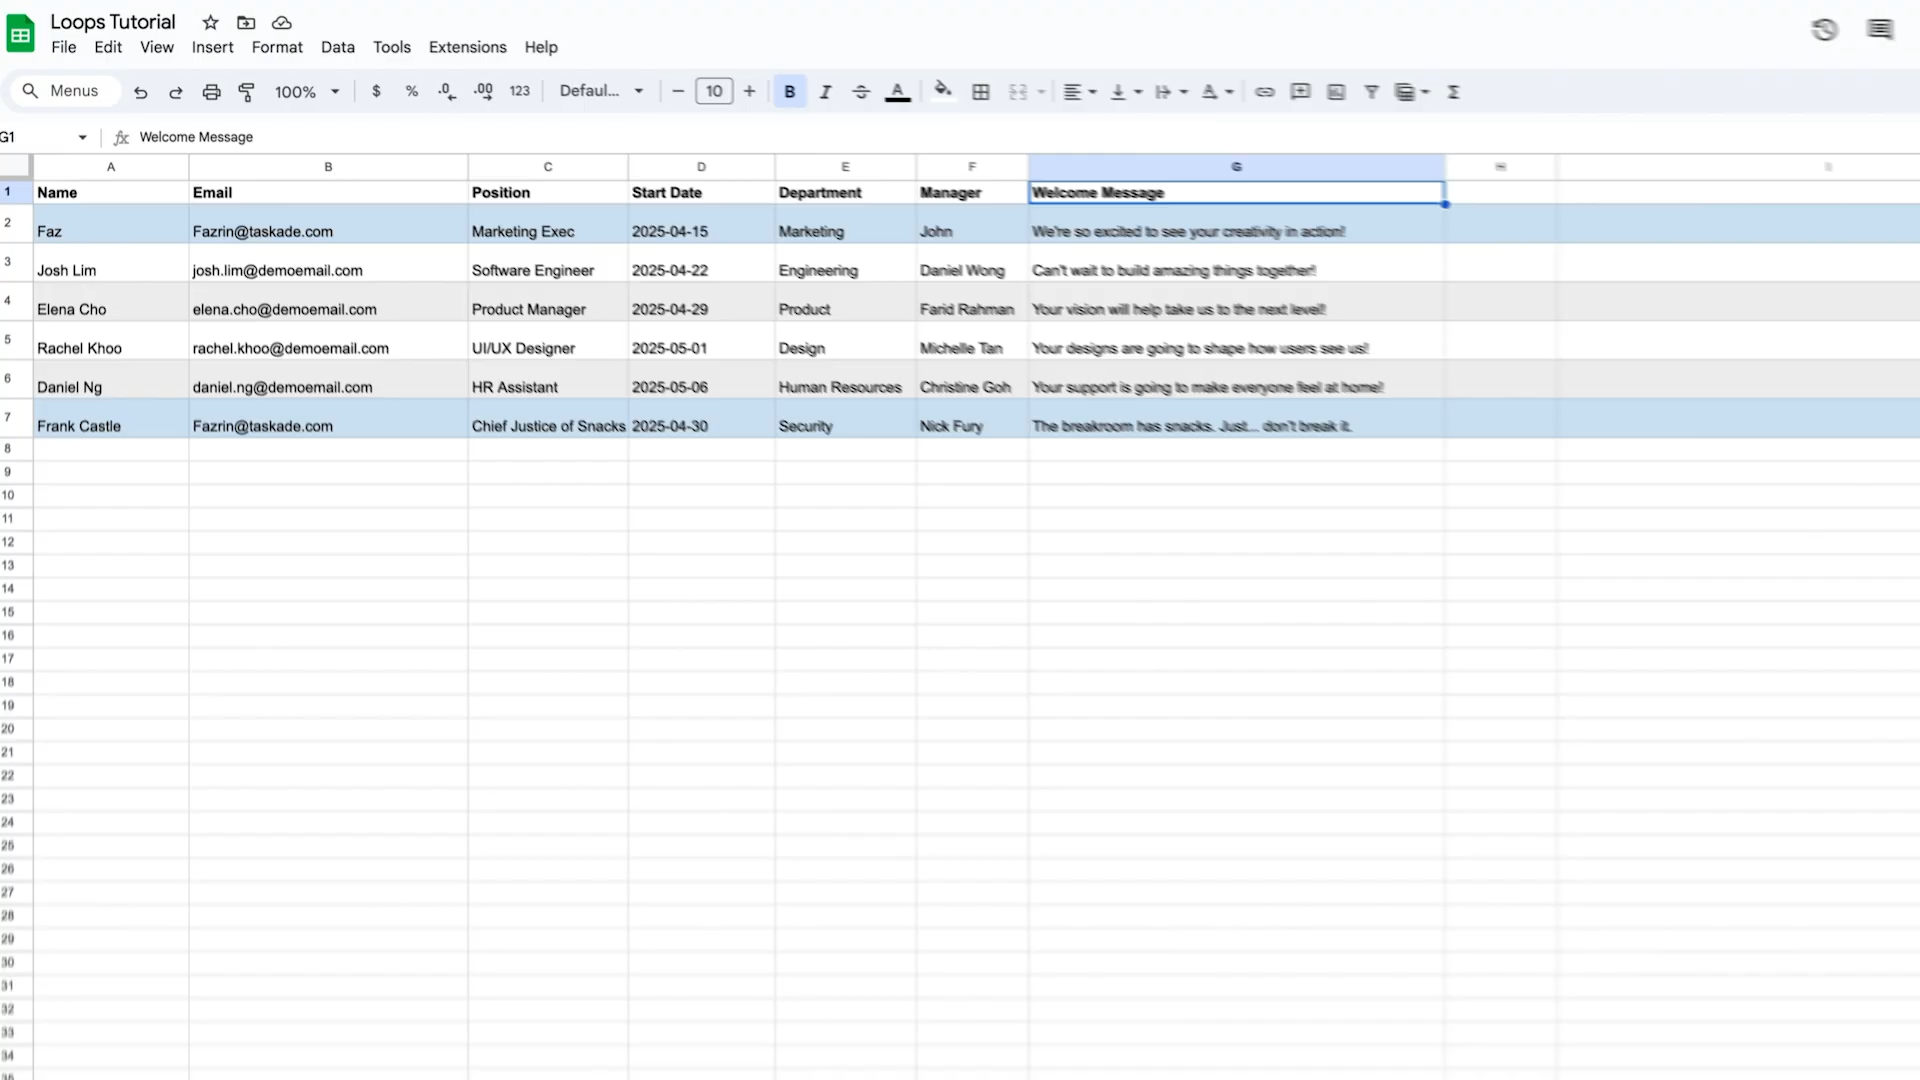 Loops Tutorial
File Edit View Insert Format Data Tools Extensions Help
Menus 100% $ % .0 .00 123 Defaul... 10 B I A Σ
G1 fx Welcome Message
A B C D E F G H
1 Name Email Position Start Date Department Manager Welcome Message
2 Faz Fazrin@taskade.com Marketing Exec 2025-04-15 Marketing John We're so excited to see your creativity in action!
3 Josh Lim josh.lim@demoemail.com Software Engineer 2025-04-22 Engineering Daniel Wong Can't wait to build amazing things together!
4 Elena Cho elena.cho@demoemail.com Product Manager 2025-04-29 Product Farid Rahman Your vision will help take us to the next level!
5 Rachel Khoo rachel.khoo@demoemail.com UI/UX Designer 2025-05-01 Design Michelle Tan Your designs are going to shape how users see us!
6 Daniel Ng daniel.ng@demoemail.com HR Assistant 2025-05-06 Human Resources Christine Goh Your support is going to make everyone feel at home!
7 Frank Castle Fazrin@taskade.com Chief Justice of Snacks 2025-04-30 Security Nick Fury The breakroom has snacks. Just... don't break it.
8
9
10
11
12
13
14
15
16
17
18
19
20
21
22
23
24
25
26
27
28
29
30
31
32
33
34